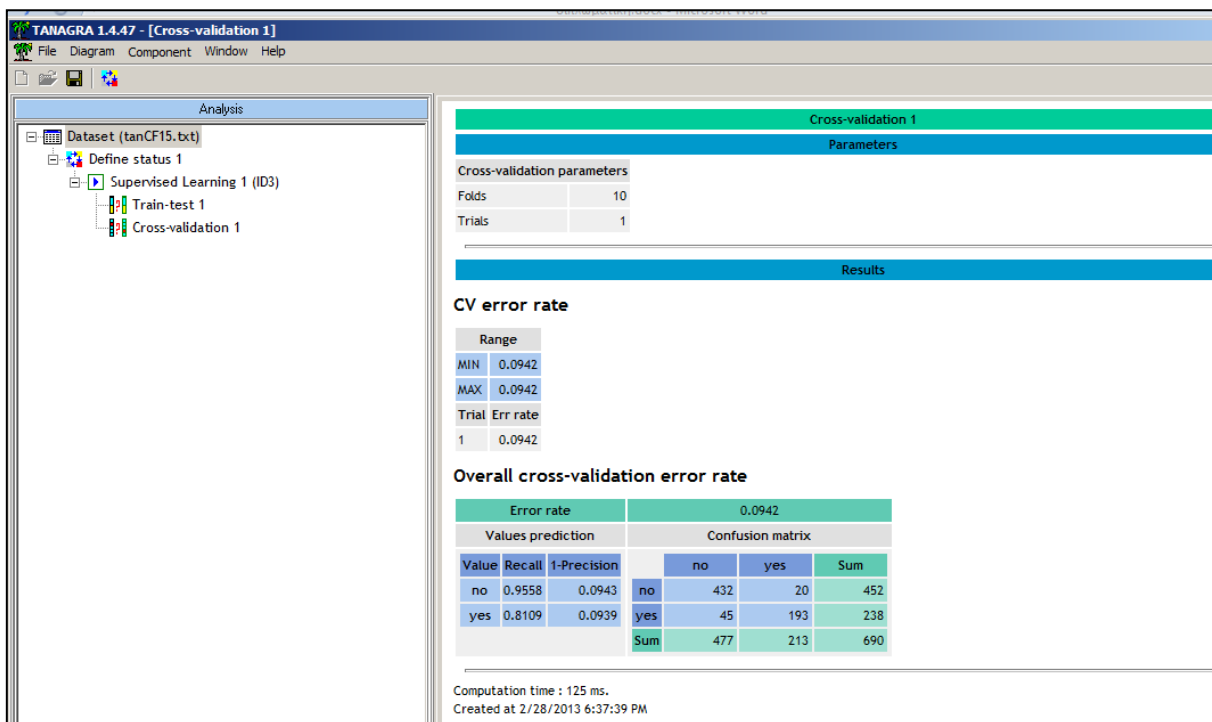 TANAGRA 1.4.47 - [Cross-validation 1]
File Diagram Component Window Help
Analysis
Dataset (tanCF15.txt)
Define status 1
Supervised Learning 1 (ID3)
Train-test 1
Cross-validation 1
Cross-validation 1
Parameters
Cross-validation parameters
Folds 10
Trials 1
Results
CV error rate
Range
MIN 0.0942
MAX 0.0942
Trial Err rate
1 0.0942
Overall cross-validation error rate
Error rate 0.0942
Values prediction Confusion matrix
Value Recall 1-Precision no yes Sum
no 0.9558 0.0943 no 432 20 452
yes 0.8109 0.0939 yes 45 193 238
Sum 477 213 690
Computation time : 125 ms.
Created at 2/28/2013 6:37:39 PM